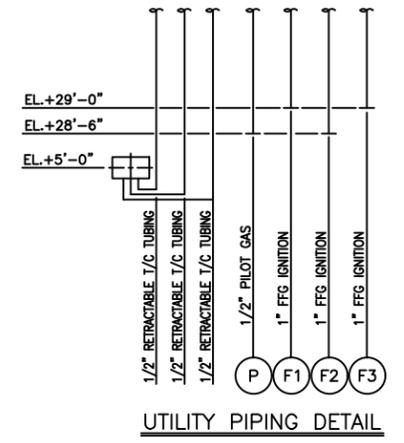 EL.+29'-0"
EL.+28'-6"
EL.+5'-0"
1/2" RETRACTABLE T/C TUBING
1/2" RETRACTABLE T/C TUBING
1/2" RETRACTABLE T/C TUBING
1/2" PILOT GAS
1" FFG IGNITION
1" FFG IGNITION
1" FFG IGNITION
P
F1
F2
F3
UTILITY PIPING DETAIL